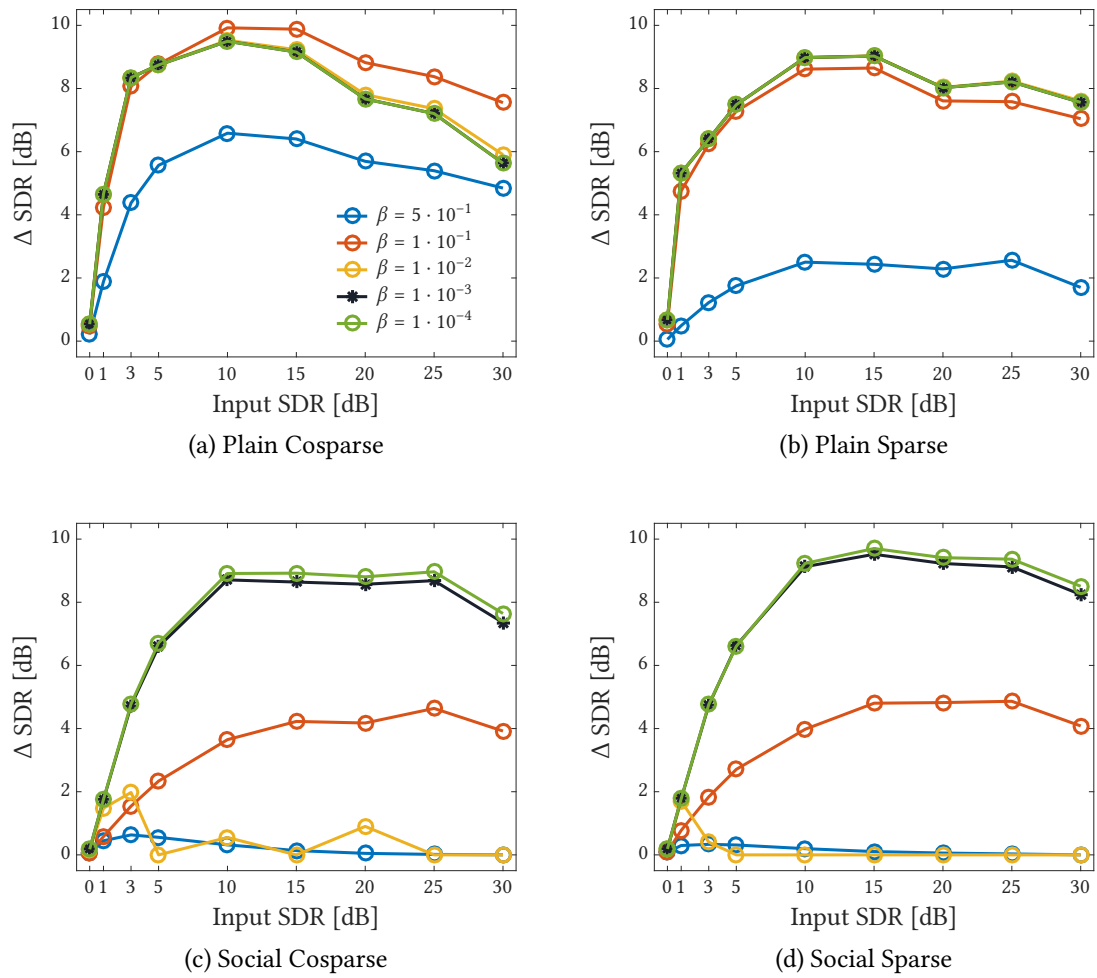 10
8
6
4
2
0
Δ SDR [dB]
β = 5 · 10⁻¹
β = 1 · 10⁻¹
β = 1 · 10⁻²
β = 1 · 10⁻³
β = 1 · 10⁻⁴
0 1 3 5 10 15 20 25 30
Input SDR [dB]
(a) Plain Cosparse
10
8
6
4
2
0
Δ SDR [dB]
0 1 3 5 10 15 20 25 30
Input SDR [dB]
(b) Plain Sparse
10
8
6
4
2
0
Δ SDR [dB]
0 1 3 5 10 15 20 25 30
Input SDR [dB]
(c) Social Cosparse
10
8
6
4
2
0
Δ SDR [dB]
0 1 3 5 10 15 20 25 30
Input SDR [dB]
(d) Social Sparse